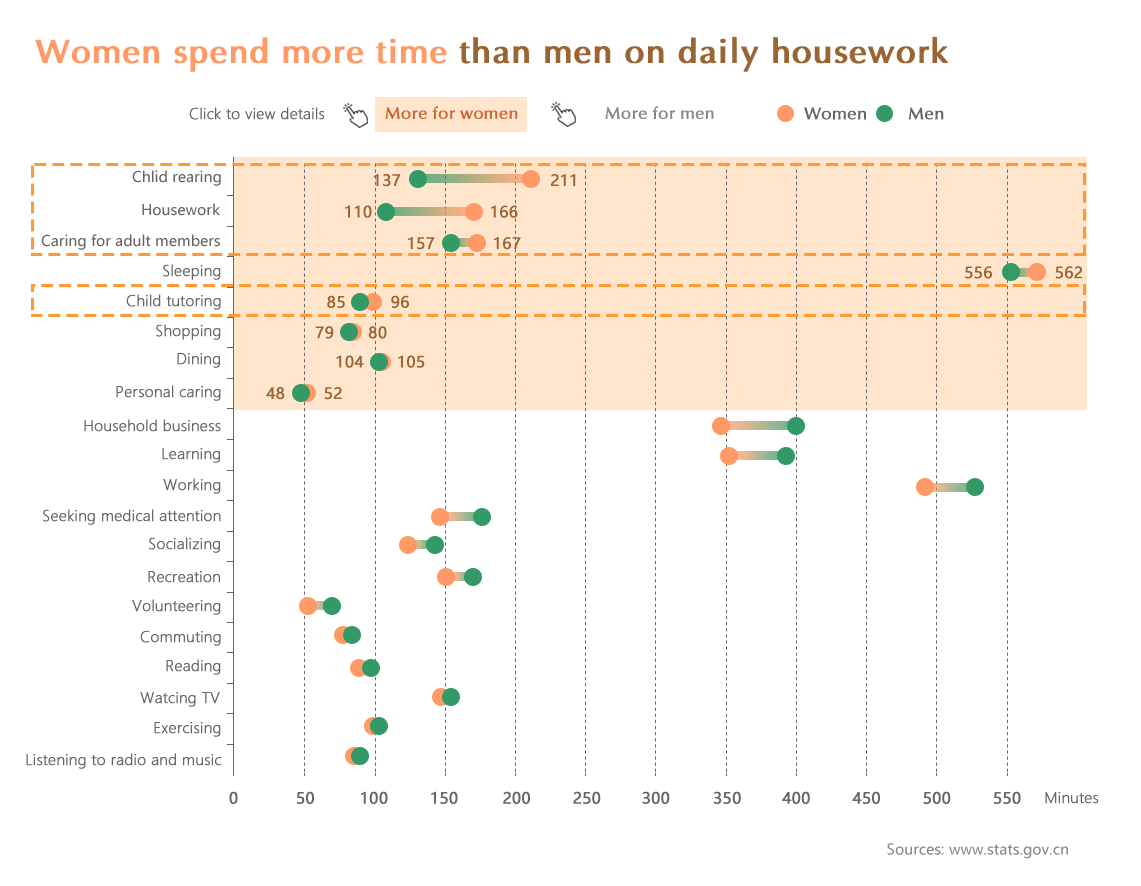 Women spend more time than men on daily housework
Click to view details More for women More for men Women Men
Chlid rearing 137 211
Housework 110 166
Caring for adult members 157 167
Sleeping 556 562
Child tutoring 85 96
Shopping 79 80
Dining 104 105
Personal caring 48 52
Household business
Learning
Working
Seeking medical attention
Socializing
Recreation
Volunteering
Commuting
Reading
Watcing TV
Exercising
Listening to radio and music
0 50 100 150 200 250 300 350 400 450 500 550 Minutes
Sources: www.stats.gov.cn